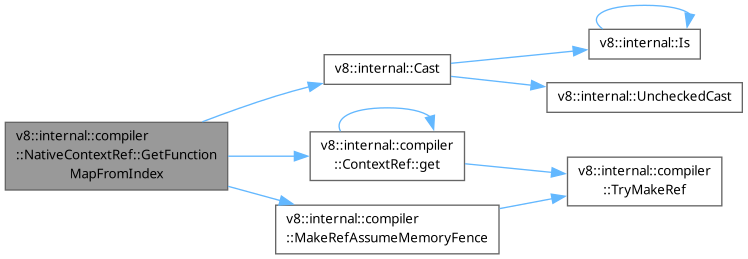 v8::internal::compiler
::NativeContextRef::GetFunction
MapFromIndex
v8::internal::Cast
v8::internal::Is
v8::internal::UncheckedCast
v8::internal::compiler
::ContextRef::get
v8::internal::compiler
::TryMakeRef
v8::internal::compiler
::MakeRefAssumeMemoryFence